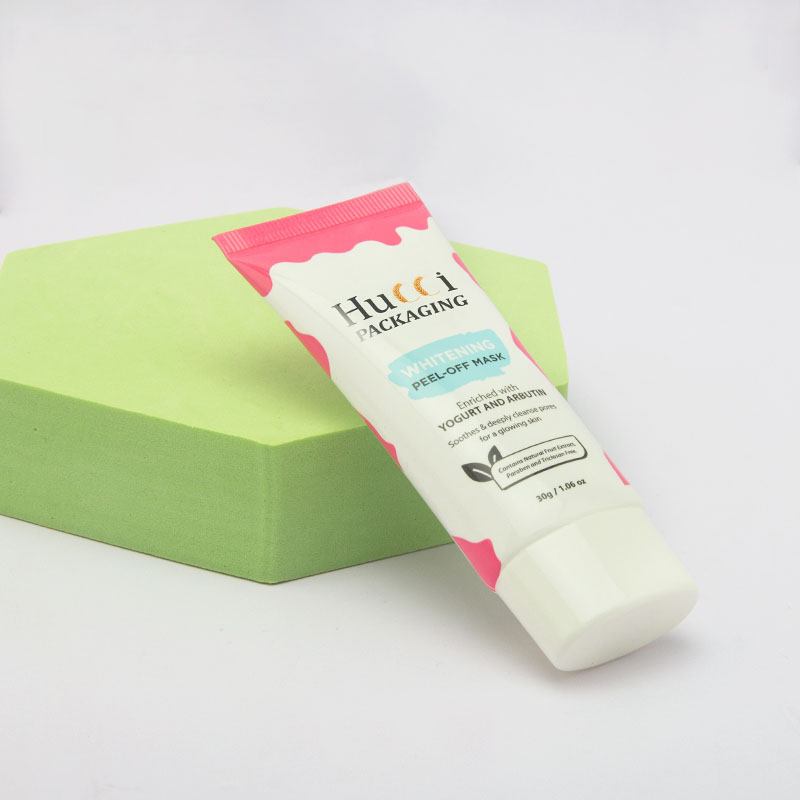 Hucci
PACKAGING
WHITENING
PEEL-OFF MASK
Enriched with
YOGURT AND ARBUTIN
Soothes & deeply cleanse pores
for a glowing skin.
Contains Natural Fruit Extract,
Paraben and Triclosan Free.
30g / 1.06 oz